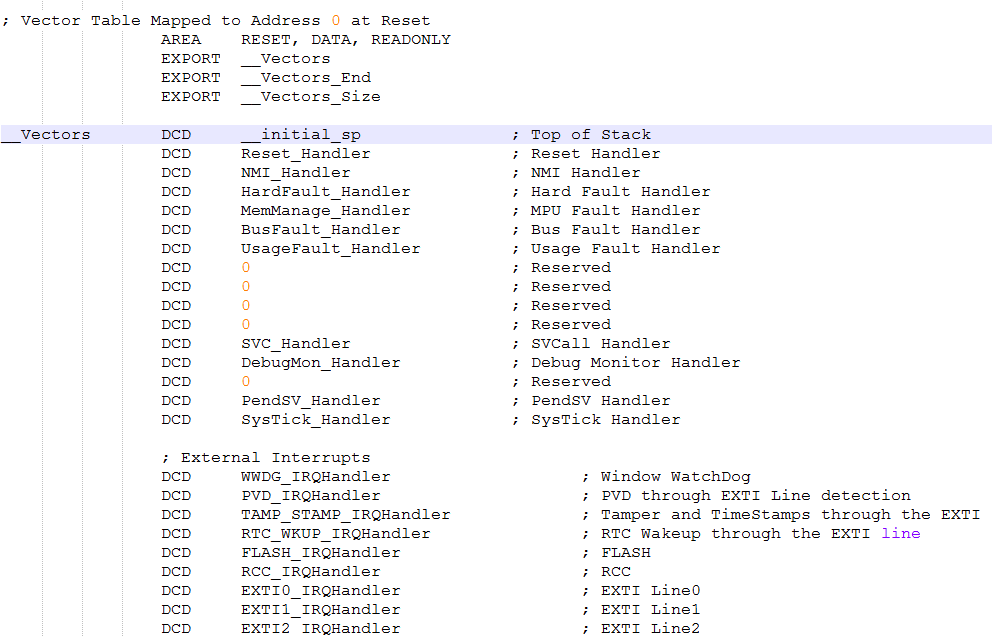 ; Vector Table Mapped to Address 0 at Reset
AREA RESET, DATA, READONLY
EXPORT __Vectors
EXPORT __Vectors_End
EXPORT __Vectors_Size
__Vectors DCD __initial_sp ; Top of Stack
DCD Reset_Handler ; Reset Handler
DCD NMI_Handler ; NMI Handler
DCD HardFault_Handler ; Hard Fault Handler
DCD MemManage_Handler ; MPU Fault Handler
DCD BusFault_Handler ; Bus Fault Handler
DCD UsageFault_Handler ; Usage Fault Handler
DCD 0 ; Reserved
DCD 0 ; Reserved
DCD 0 ; Reserved
DCD 0 ; Reserved
DCD SVC_Handler ; SVCall Handler
DCD DebugMon_Handler ; Debug Monitor Handler
DCD 0 ; Reserved
DCD PendSV_Handler ; PendSV Handler
DCD SysTick_Handler ; SysTick Handler
; External Interrupts
DCD WWDG_IRQHandler ; Window WatchDog
DCD PVD_IRQHandler ; PVD through EXTI Line detection
DCD TAMP_STAMP_IRQHandler ; Tamper and TimeStamps through the EXTI
DCD RTC_WKUP_IRQHandler ; RTC Wakeup through the EXTI line
DCD FLASH_IRQHandler ; FLASH
DCD RCC_IRQHandler ; RCC
DCD EXTI0_IRQHandler ; EXTI Line0
DCD EXTI1_IRQHandler ; EXTI Line1
DCD EXTI2_IRQHandler ; EXTI Line2